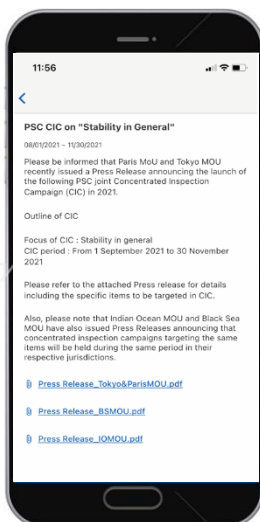 11:56
PSC CIC on "Stability in General"
08/01/2021 – 11/30/2021
Please be informed that Paris MoU and Tokyo MOU
recently issued a Press Release announcing the launch of
the following PSC joint Concentrated Inspection
Campaign (CIC) in 2021.
Outline of CIC
Focus of CIC : Stability in general
CIC period : From 1 September 2021 to 30 November
2021
Please refer to the attached Press release for details
including the specific items to be targeted in CIC.
Also, please note that Indian Ocean MOU and Black Sea
MOU have also issued Press Releases announcing that
concentrated inspection campaigns targeting the same
items will be held during the same period in their
respective jurisdictions.
Press Release_Tokyo&ParisMOU.pdf
Press Release_BSMOU.pdf
Press Release_IOMOU.pdf